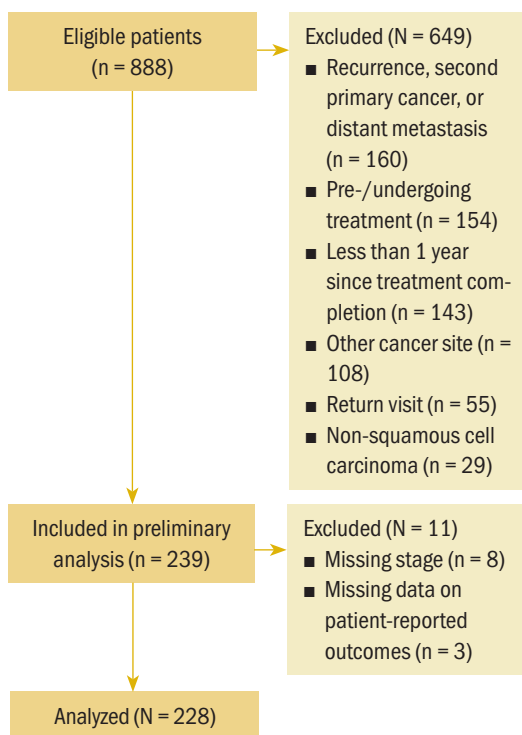 Eligible patients
(n = 888)
Excluded (N = 649)
■ Recurrence, second
primary cancer, or
distant metastasis
(n = 160)
■ Pre-/undergoing
treatment (n = 154)
■ Less than 1 year
since treatment com-
pletion (n = 143)
■ Other cancer site (n =
108)
■ Return visit (n = 55)
■ Non-squamous cell
carcinoma (n = 29)
Included in preliminary
analysis (n = 239)
Excluded (N = 11)
■ Missing stage (n = 8)
■ Missing data on
patient-reported
outcomes (n = 3)
Analyzed (N = 228)